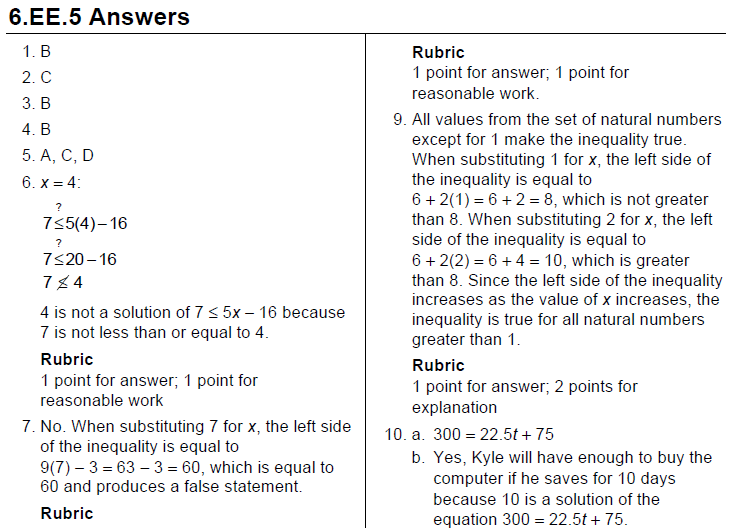 6.EE.5 Answers
1. B
2. C
3. B
4. B
5. A, C, D
6. x = 4:
?
7≤5(4)–16
?
7≤20–16
7≰4
4 is not a solution of 7 ≤ 5x – 16 because
7 is not less than or equal to 4.
Rubric
1 point for answer; 1 point for
reasonable work
7. No. When substituting 7 for x, the left side
of the inequality is equal to
9(7) – 3 = 63 – 3 = 60, which is equal to
60 and produces a false statement.
Rubric
Rubric
1 point for answer; 1 point for
reasonable work.
9. All values from the set of natural numbers
except for 1 make the inequality true.
When substituting 1 for x, the left side of
the inequality is equal to
6 + 2(1) = 6 + 2 = 8, which is not greater
than 8. When substituting 2 for x, the left
side of the inequality is equal to
6 + 2(2) = 6 + 4 = 10, which is greater
than 8. Since the left side of the inequality
increases as the value of x increases, the
inequality is true for all natural numbers
greater than 1.
Rubric
1 point for answer; 2 points for
explanation
10. a. 300 = 22.5t + 75
b. Yes, Kyle will have enough to buy the
computer if he saves for 10 days
because 10 is a solution of the
equation 300 = 22.5t + 75.